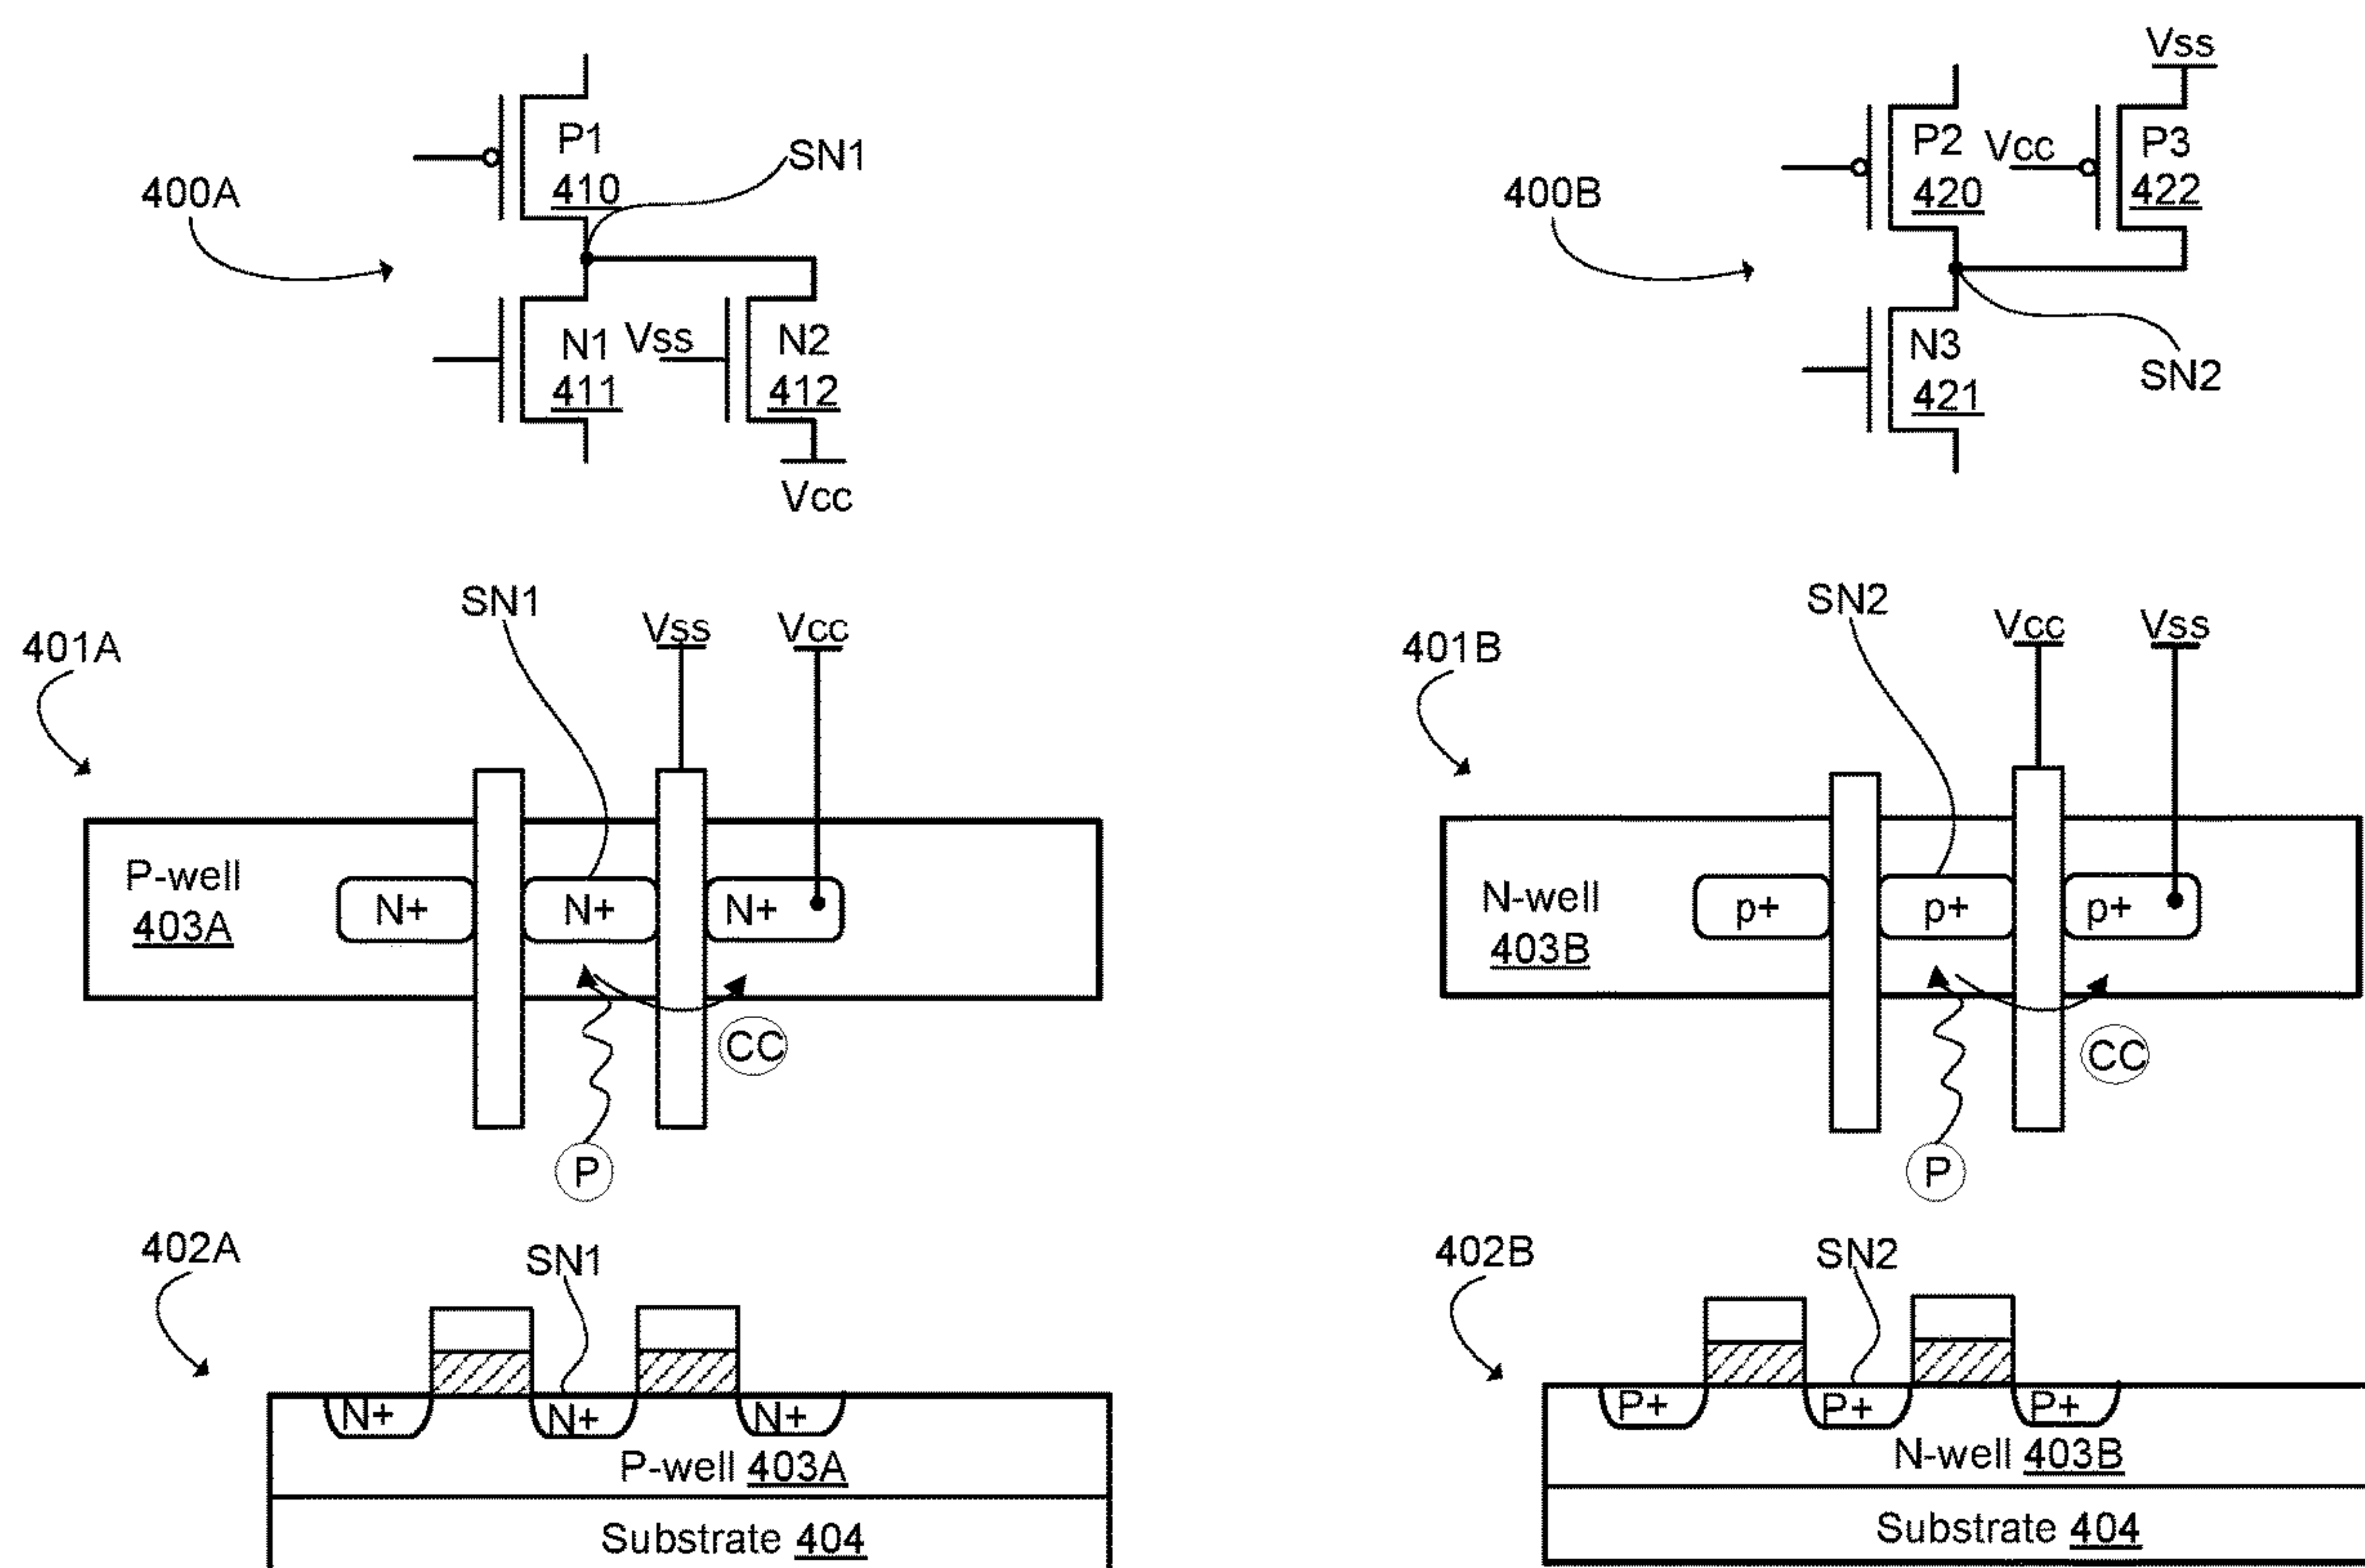 400A
P1
410
SN1
N1
411
Vss
N2
412
Vcc
400B
P2
420
Vcc
Vss
P3
422
N3
421
SN2
401A
SN1
Vss
Vcc
P-well
403A
N+
N+
N+
CC
P
401B
SN2
Vcc
Vss
N-well
403B
p+
p+
p+
CC
P
402A
SN1
N+
N+
N+
P-well 403A
Substrate 404
402B
SN2
P+
P+
P+
N-well 403B
Substrate 404